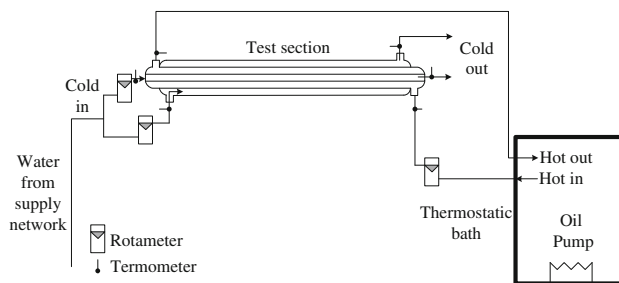 Test section
Cold
out
Cold
in
Water
from
supply
network
Hot out
Hot in
Thermostatic
bath
Oil
Pump
Rotameter
Termometer